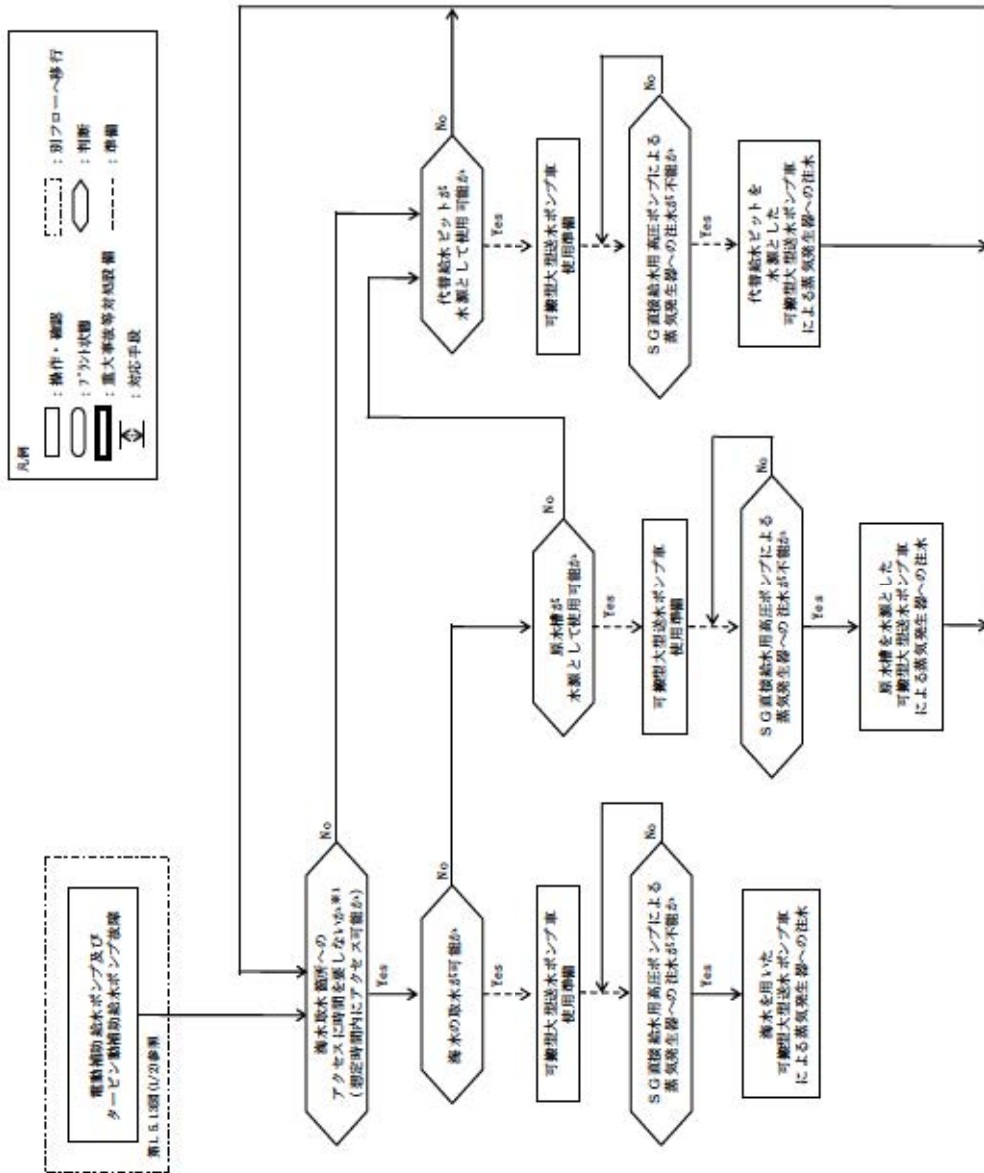 凡例
：操作・確認
：プラント状態
：重大事故等対処設備
：対応手段
：別フローへ移行
：判断
：準備
電動補助給水ポンプ及び
タービン動補助給水ポンプ故障
第1.5.13図(1/2)参照
海水取水箇所への
アクセスに時間を要しないか※1
(想定時間内にアクセス可能か)
No
Yes
海水の取水が可能か
No
Yes
可搬型大型送水ポンプ車
使用準備
SG直接給水用高圧ポンプによる
蒸気発生器への注水が不能か
No
Yes
海水を用いた
可搬型大型送水ポンプ車
による蒸気発生器への注水
原水槽が
水源として使用可能か
No
Yes
可搬型大型送水ポンプ車
使用準備
SG直接給水用高圧ポンプによる
蒸気発生器への注水が不能か
No
Yes
原水槽を水源とした
可搬型大型送水ポンプ車
による蒸気発生器への注水
代替給水ピットが
水源として使用可能か
No
Yes
可搬型大型送水ポンプ車
使用準備
SG直接給水用高圧ポンプによる
蒸気発生器への注水が不能か
No
Yes
代替給水ピットを
水源とした
可搬型大型送水ポンプ車
による蒸気発生器への注水